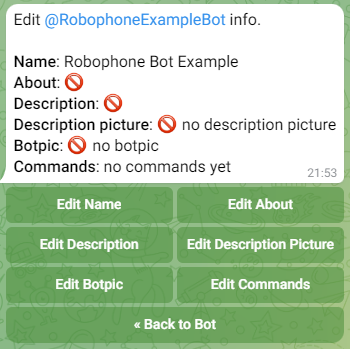 Edit @RobophoneExampleBot info.
Name: Robophone Bot Example
About: 🚫
Description: 🚫
Description picture: 🚫 no description picture
Botpic: 🚫 no botpic
Commands: no commands yet
21:53
Edit Name
Edit About
Edit Description
Edit Description Picture
Edit Botpic
Edit Commands
« Back to Bot